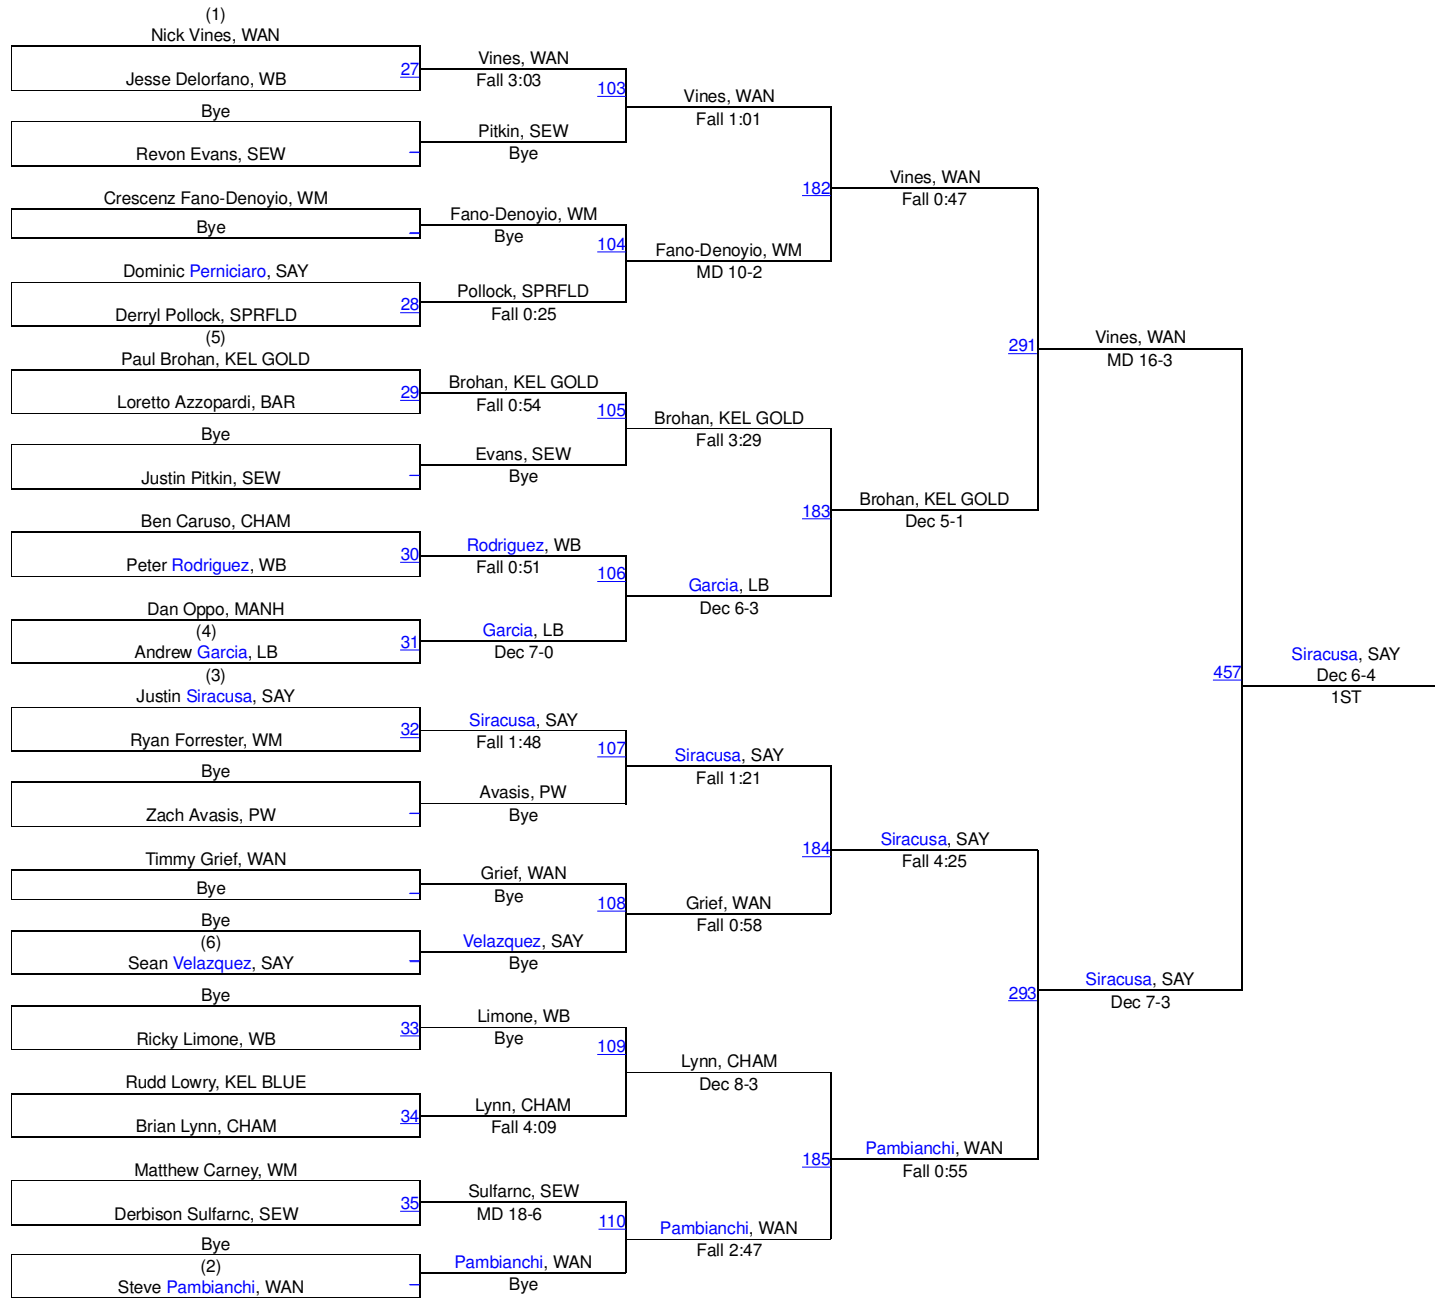 (1)
Nick Vines, WAN
27
Jesse Delorfano, WB
Bye
Revon Evans, SEW
Crescenz Fano-Denoyio, WM
Bye
Dominic Perniciaro, SAY
28
Derryl Pollock, SPRFLD
(5)
Paul Brohan, KEL GOLD
29
Loretto Azzopardi, BAR
Bye
Justin Pitkin, SEW
Ben Caruso, CHAM
30
Peter Rodriguez, WB
Dan Oppo, MANH
(4)
31
Andrew Garcia, LB
(3)
Justin Siracusa, SAY
32
Ryan Forrester, WM
Bye
Zach Avasis, PW
Timmy Grief, WAN
Bye
Bye
(6)
Sean Velazquez, SAY
Bye
33
Ricky Limone, WB
Rudd Lowry, KEL BLUE
34
Brian Lynn, CHAM
Matthew Carney, WM
35
Derbison Sulfarnc, SEW
Bye
(2)
Steve Pambianchi, WAN
Vines, WAN
Fall 3:03
103
Pitkin, SEW
Bye
Fano-Denoyio, WM
Bye
104
Pollock, SPRFLD
Fall 0:25
Brohan, KEL GOLD
Fall 0:54
105
Evans, SEW
Bye
Rodriguez, WB
Fall 0:51
106
Garcia, LB
Dec 7-0
Siracusa, SAY
Fall 1:48
107
Avasis, PW
Bye
Grief, WAN
Bye
108
Velazquez, SAY
Bye
Limone, WB
Bye
109
Lynn, CHAM
Fall 4:09
Sulfarnc, SEW
MD 18-6
110
Pambianchi, WAN
Bye
Vines, WAN
Fall 1:01
182
Fano-Denoyio, WM
MD 10-2
Brohan, KEL GOLD
Fall 3:29
183
Garcia, LB
Dec 6-3
Siracusa, SAY
Fall 1:21
184
Grief, WAN
Fall 0:58
Lynn, CHAM
Dec 8-3
185
Pambianchi, WAN
Fall 2:47
Vines, WAN
Fall 0:47
291
Brohan, KEL GOLD
Dec 5-1
Siracusa, SAY
Fall 4:25
293
Pambianchi, WAN
Fall 0:55
Vines, WAN
MD 16-3
457
Siracusa, SAY
Dec 7-3
Siracusa, SAY
Dec 6-4
1ST